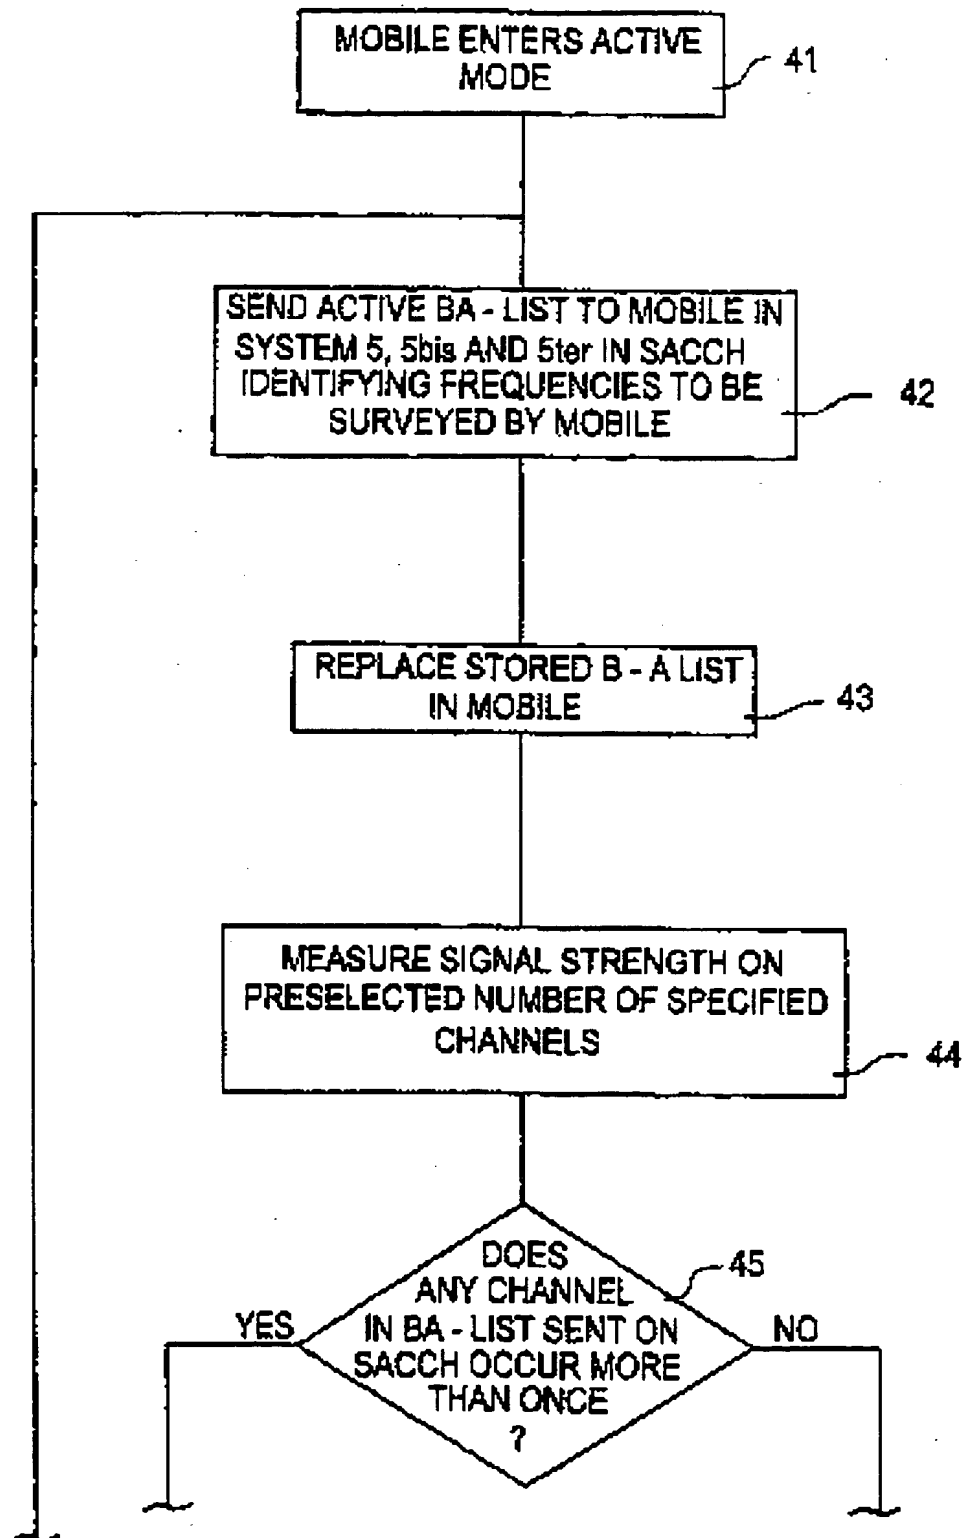 MOBILE ENTERS ACTIVE
MODE
41
SEND ACTIVE BA - LIST TO MOBILE IN
SYSTEM 5, 5bis AND 5ter IN SACCH
IDENTIFYING FREQUENCIES TO BE
SURVEYED BY MOBILE
42
REPLACE STORED B - A LIST
IN MOBILE
43
MEASURE SIGNAL STRENGTH ON
PRESELECTED NUMBER OF SPECIFIED
CHANNELS
44
DOES
ANY CHANNEL
IN BA - LIST SENT ON
SACCH OCCUR MORE
THAN ONCE
?
45
YES
NO